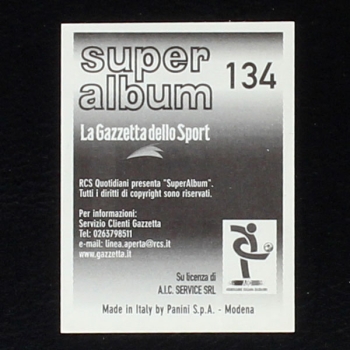 super
album
134
La Gazzetta dello Sport
RCS Quotidiani presenta "SuperAlbum".
Tutti i diritti di copyright sono riservati.
Per informazioni:
Servizio Clienti Gazzetta
Tel: 0263798511
e-mail: linea.aperta@rcs.it
www.gazzetta.it
Su licenza di
A.I.C. SERVICE SRL
Made in Italy by Panini S.p.A. - Modena